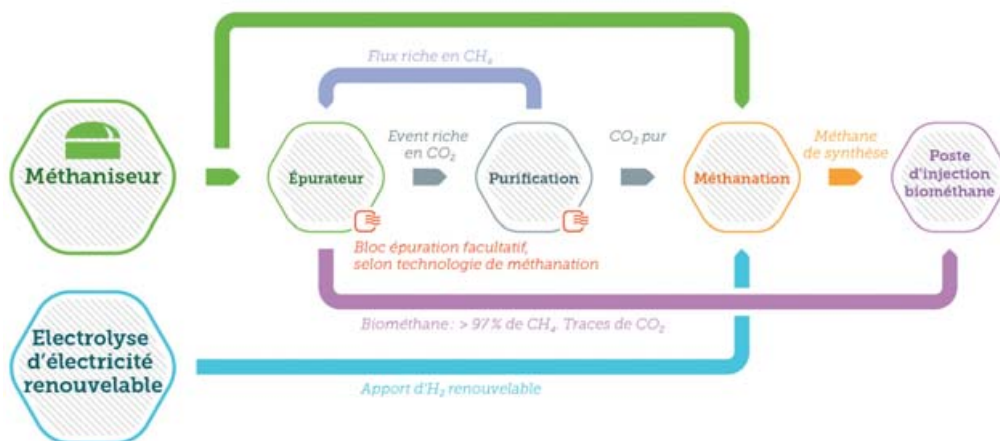 Flux riche en CH₄
Méthaniseur
Épurateur
Event riche
en CO₂
Purification
CO₂ pur
Méthanation
Méthane
de synthèse
Poste
d'injection
biométhane
Bloc épuration facultatif,
selon technologie de méthanation
Biométhane : > 97 % de CH₄. Traces de CO₂
Electrolyse
d'électricité
renouvelable
Apport d'H₂ renouvelable